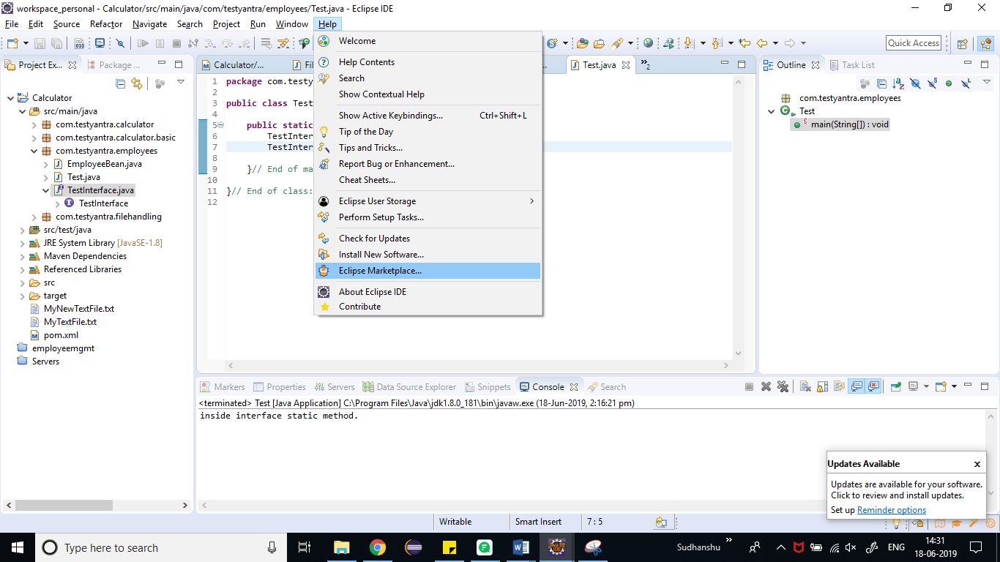 workspace_personal - Calculator/src/main/java/com/testyantra/employees/Test.java - Eclipse IDE
File Edit Source Refactor Navigate Search Project Run Window Help
Quick Access
Project Ex... Package ...
Calculator
src/main/java
com.testyantra.calculator
com.testyantra.calculator.basic
com.testyantra.employees
EmployeeBean.java
Test.java
TestInterface.java
TestInterface
com.testyantra.filehandling
src/test/java
JRE System Library [JavaSE-1.8]
Maven Dependencies
Referenced Libraries
src
target
MyNewTextFile.txt
MyTextFile.txt
pom.xml
employeemgmt
Servers
Calculator/... Fil ... Test.java »2
1 package com.testy
2
3 public class Test
4
5 public static
6 TestInter
7 TestInter
8
9 }// End of ma
10
11 }// End of class:
12
Welcome
Help Contents
Search
Show Contextual Help
Show Active Keybindings... Ctrl+Shift+L
Tip of the Day
Tips and Tricks...
Report Bug or Enhancement...
Cheat Sheets...
Eclipse User Storage
Perform Setup Tasks...
Check for Updates
Install New Software...
Eclipse Marketplace...
About Eclipse IDE
Contribute
Outline Task List
com.testyantra.employees
Test
main(String[]) : void
Markers Properties Servers Data Source Explorer Snippets Console Search
<terminated> Test [Java Application] C:\Program Files\Java\jdk1.8.0_181\bin\javaw.exe (18-Jun-2019, 2:16:21 pm)
inside interface static method.
Updates Available
Updates are available for your software.
Click to review and install updates.
Set up Reminder options
Writable Smart Insert 7 : 5
Type here to search
Sudhanshu
ENG
14:31
18-06-2019